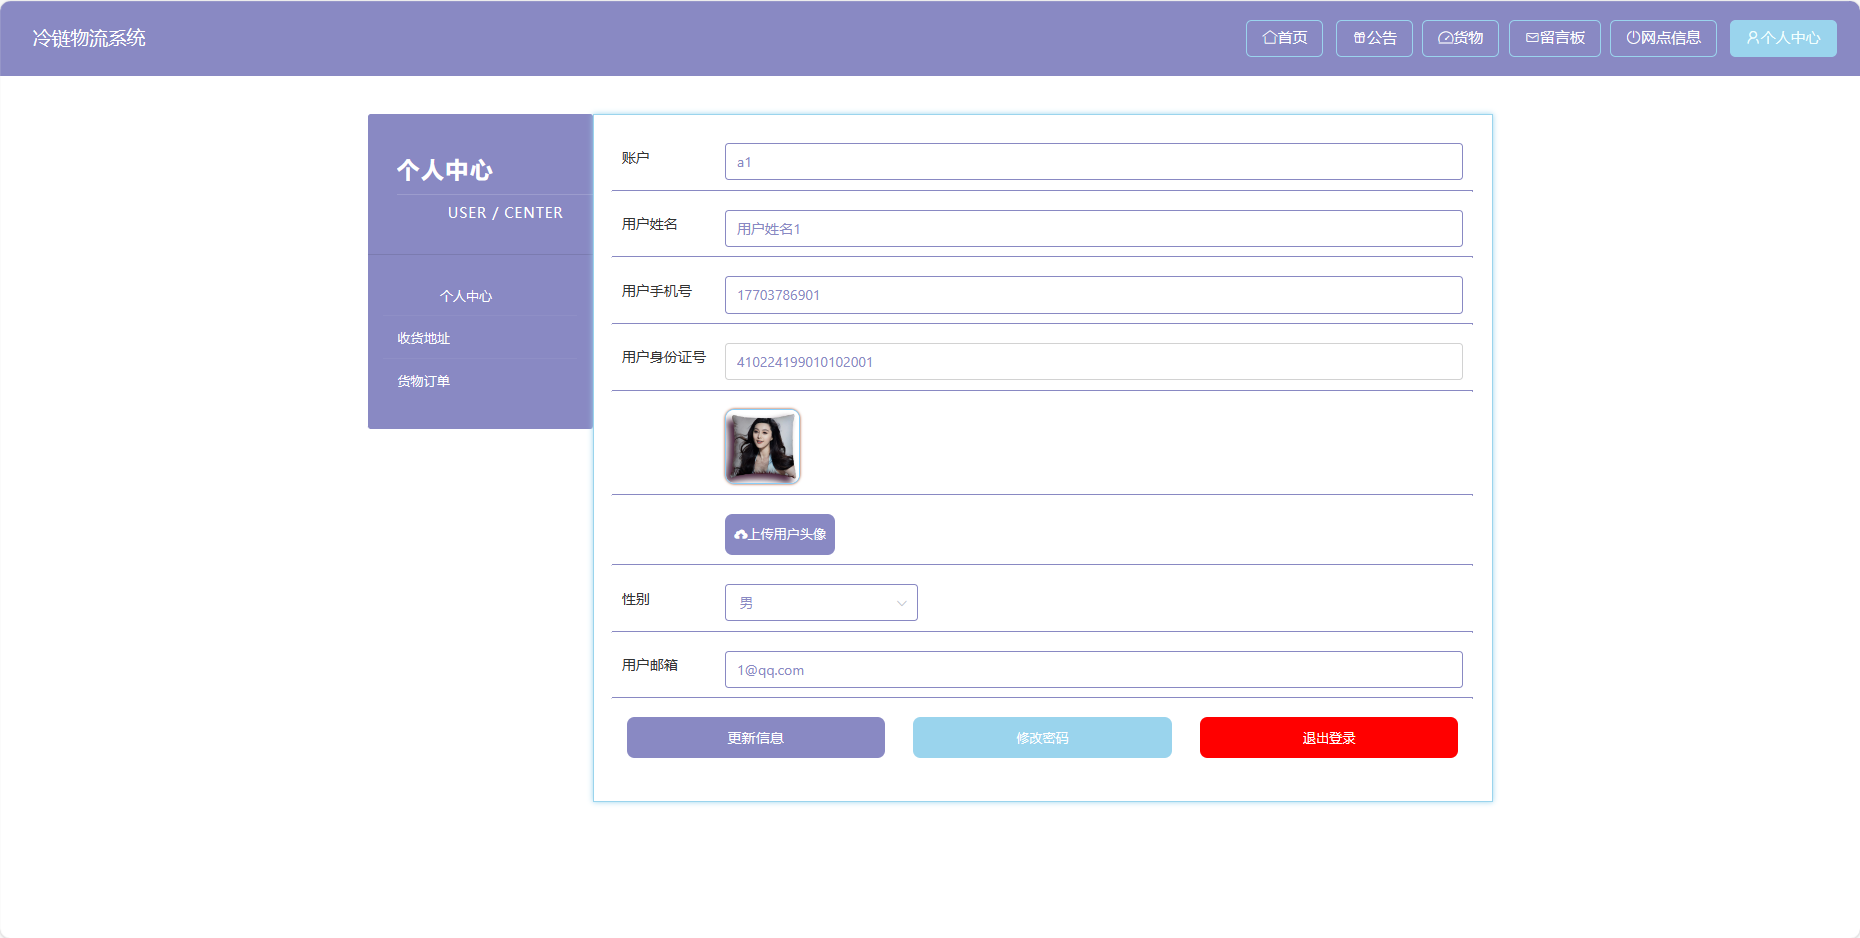 冷链物流系统
首页
公告
货物
留言板
网点信息
个人中心
个人中心
USER / CENTER
个人中心
收货地址
货物订单
账户
a1
用户姓名
用户姓名1
用户手机号
17703786901
用户身份证号
410224199010102001
上传用户头像
性别
男
用户邮箱
1@qq.com
更新信息
修改密码
退出登录